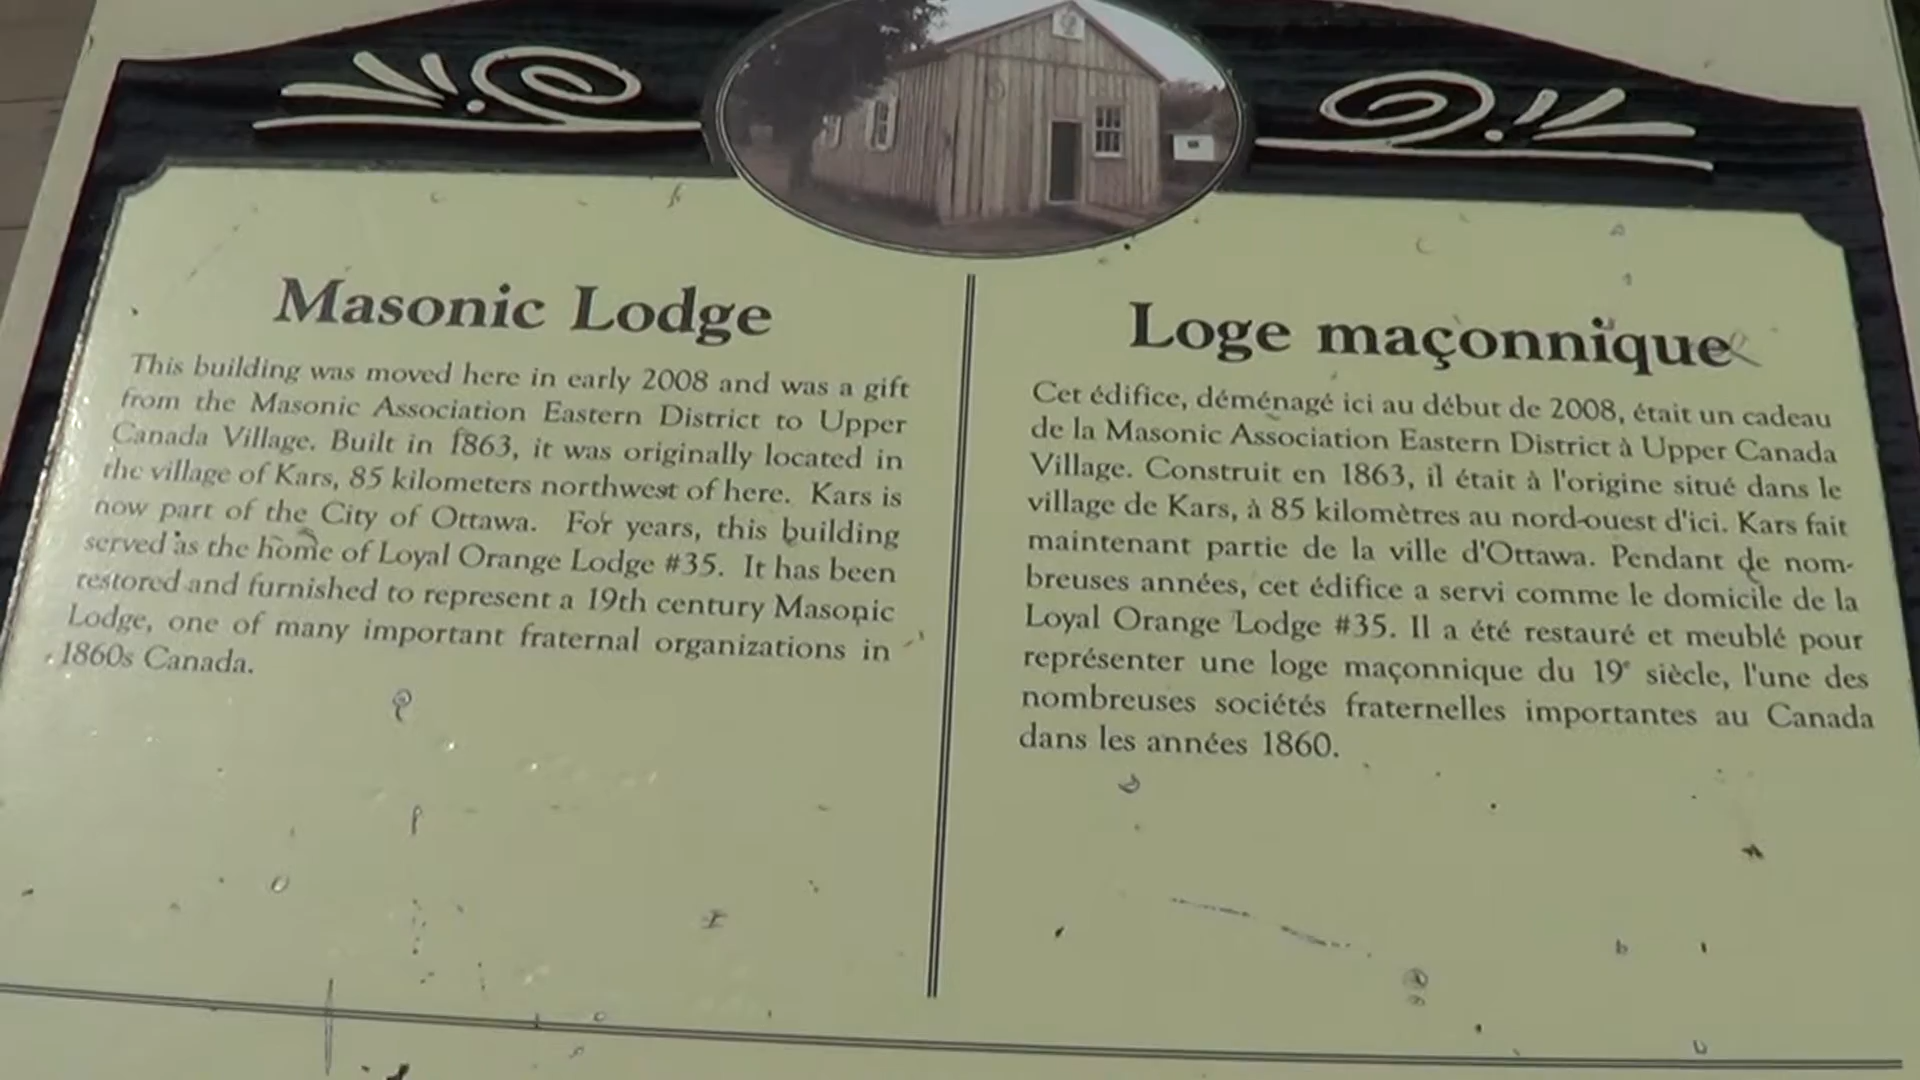 Masonic Lodge
This building was moved here in early 2008 and was a gift
from the Masonic Association Eastern District to Upper
Canada Village. Built in 1863, it was originally located in
the village of Kars, 85 kilometers northwest of here. Kars is
now part of the City of Ottawa. For years, this building
served as the home of Loyal Orange Lodge #35. It has been
restored and furnished to represent a 19th century Masonic
Lodge, one of many important fraternal organizations in
1860s Canada.
Loge maçonnique
Cet édifice, déménagé ici au début de 2008, était un cadeau
de la Masonic Association Eastern District à Upper Canada
Village. Construit en 1863, il était à l'origine situé dans le
village de Kars, à 85 kilomètres au nord-ouest d'ici. Kars fait
maintenant partie de la ville d'Ottawa. Pendant de nom-
breuses années, cet édifice a servi comme le domicile de la
Loyal Orange Lodge #35. Il a été restauré et meublé pour
représenter une loge maçonnique du 19e siècle, l'une des
nombreuses sociétés fraternelles importantes au Canada
dans les années 1860.